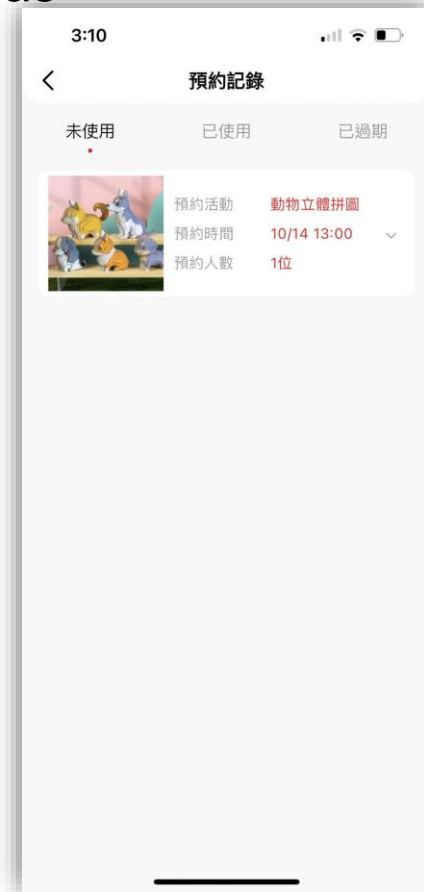 3:10
預約記錄
未使用 已使用 已過期
預約活動 動物立體拼圖
預約時間 10/14 13:00
預約人數 1位